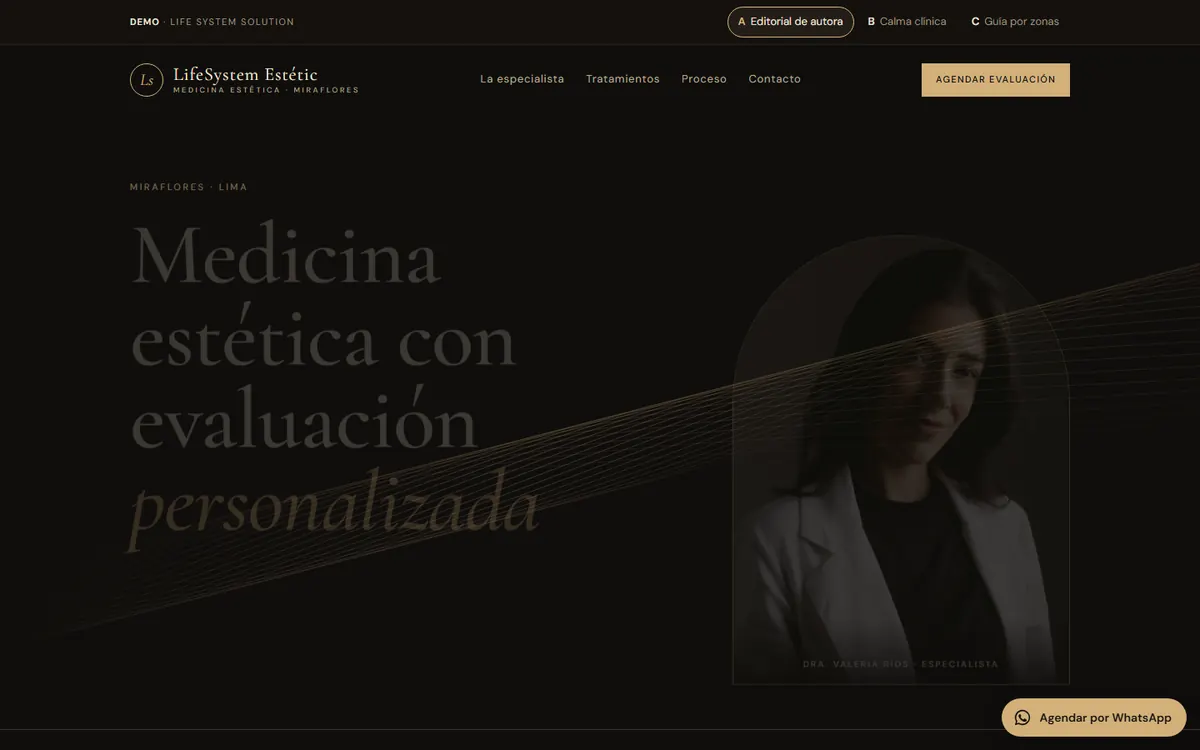 DEMO · LIFE SYSTEM SOLUTION
A Editorial de autora
B Calma clínica
C Guía por zonas
Ls
LifeSystem Estétic
MEDICINA ESTÉTICA · MIRAFLORES
La especialista
Tratamientos
Proceso
Contacto
AGENDAR EVALUACIÓN
MIRAFLORES · LIMA
Medicina
estética con
evaluación
personalizada
DRA. VALERIA RÍOS · ESPECIALISTA
Agendar por WhatsApp